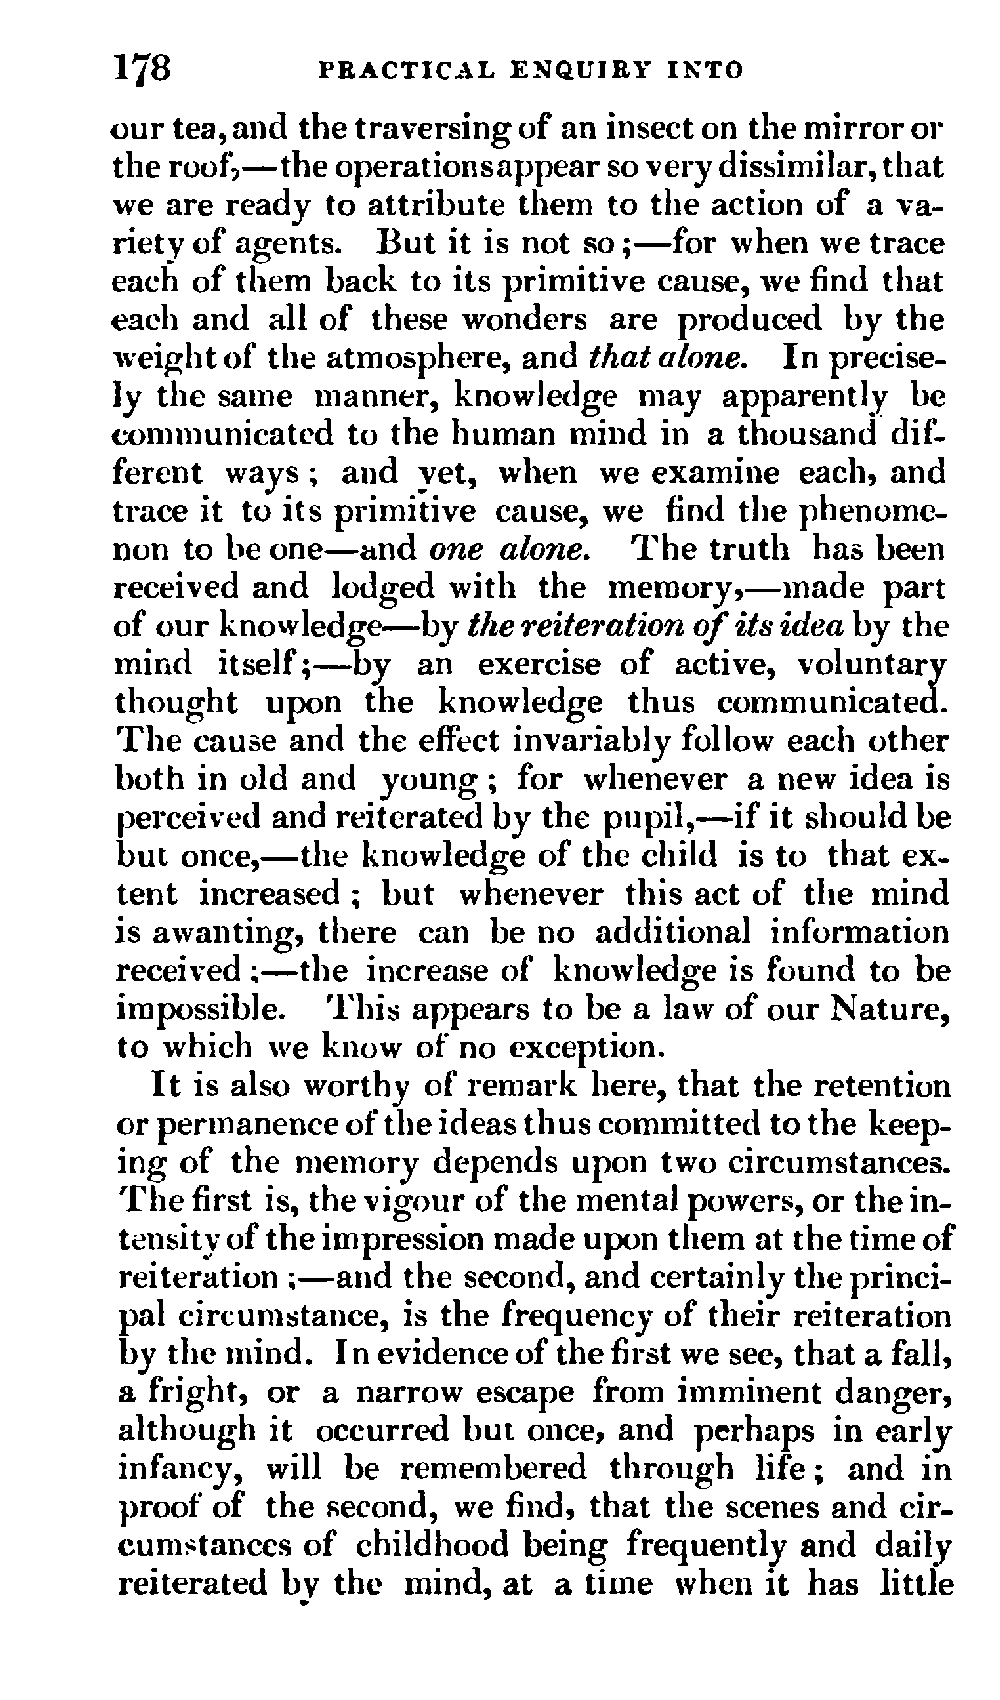 178 PRACTICAL ENQUIRY INTO
our tea, and the traversing of an insect on the mirror or
the roof,—the operations appear so very dissimilar, that
we are ready to attribute them to the action of a va-
riety of agents. But it is not so;—for when we trace
each of them back to its primitive cause, we find that
each and all of these wonders are produced by the
weight of the atmosphere, and that alone. In precise-
ly the same manner, knowledge may apparently be
communicated to the human mind in a thousand dif-
ferent ways; and yet, when we examine each, and
trace it to its primitive cause, we find the phenome-
non to be one—and one alone. The truth has been
received and lodged with the memory,—made part
of our knowledge—by the reiteration of its idea by the
mind itself;—by an exercise of active, voluntary
thought upon the knowledge thus communicated.
The cause and the effect invariably follow each other
both in old and young; for whenever a new idea is
perceived and reiterated by the pupil,—if it should be
but once,—the knowledge of the child is to that ex-
tent increased; but whenever this act of the mind
is awanting, there can be no additional information
received;—the increase of knowledge is found to be
impossible. This appears to be a law of our Nature,
to which we know of no exception.
It is also worthy of remark here, that the retention
or permanence of the ideas thus committed to the keep-
ing of the memory depends upon two circumstances.
The first is, the vigour of the mental powers, or the in-
tensity of the impression made upon them at the time of
reiteration;—and the second, and certainly the princi-
pal circumstance, is the frequency of their reiteration
by the mind. In evidence of the first we see, that a fall,
a fright, or a narrow escape from imminent danger,
although it occurred but once, and perhaps in early
infancy, will be remembered through life; and in
proof of the second, we find, that the scenes and cir-
cumstances of childhood being frequently and daily
reiterated by the mind, at a time when it has little